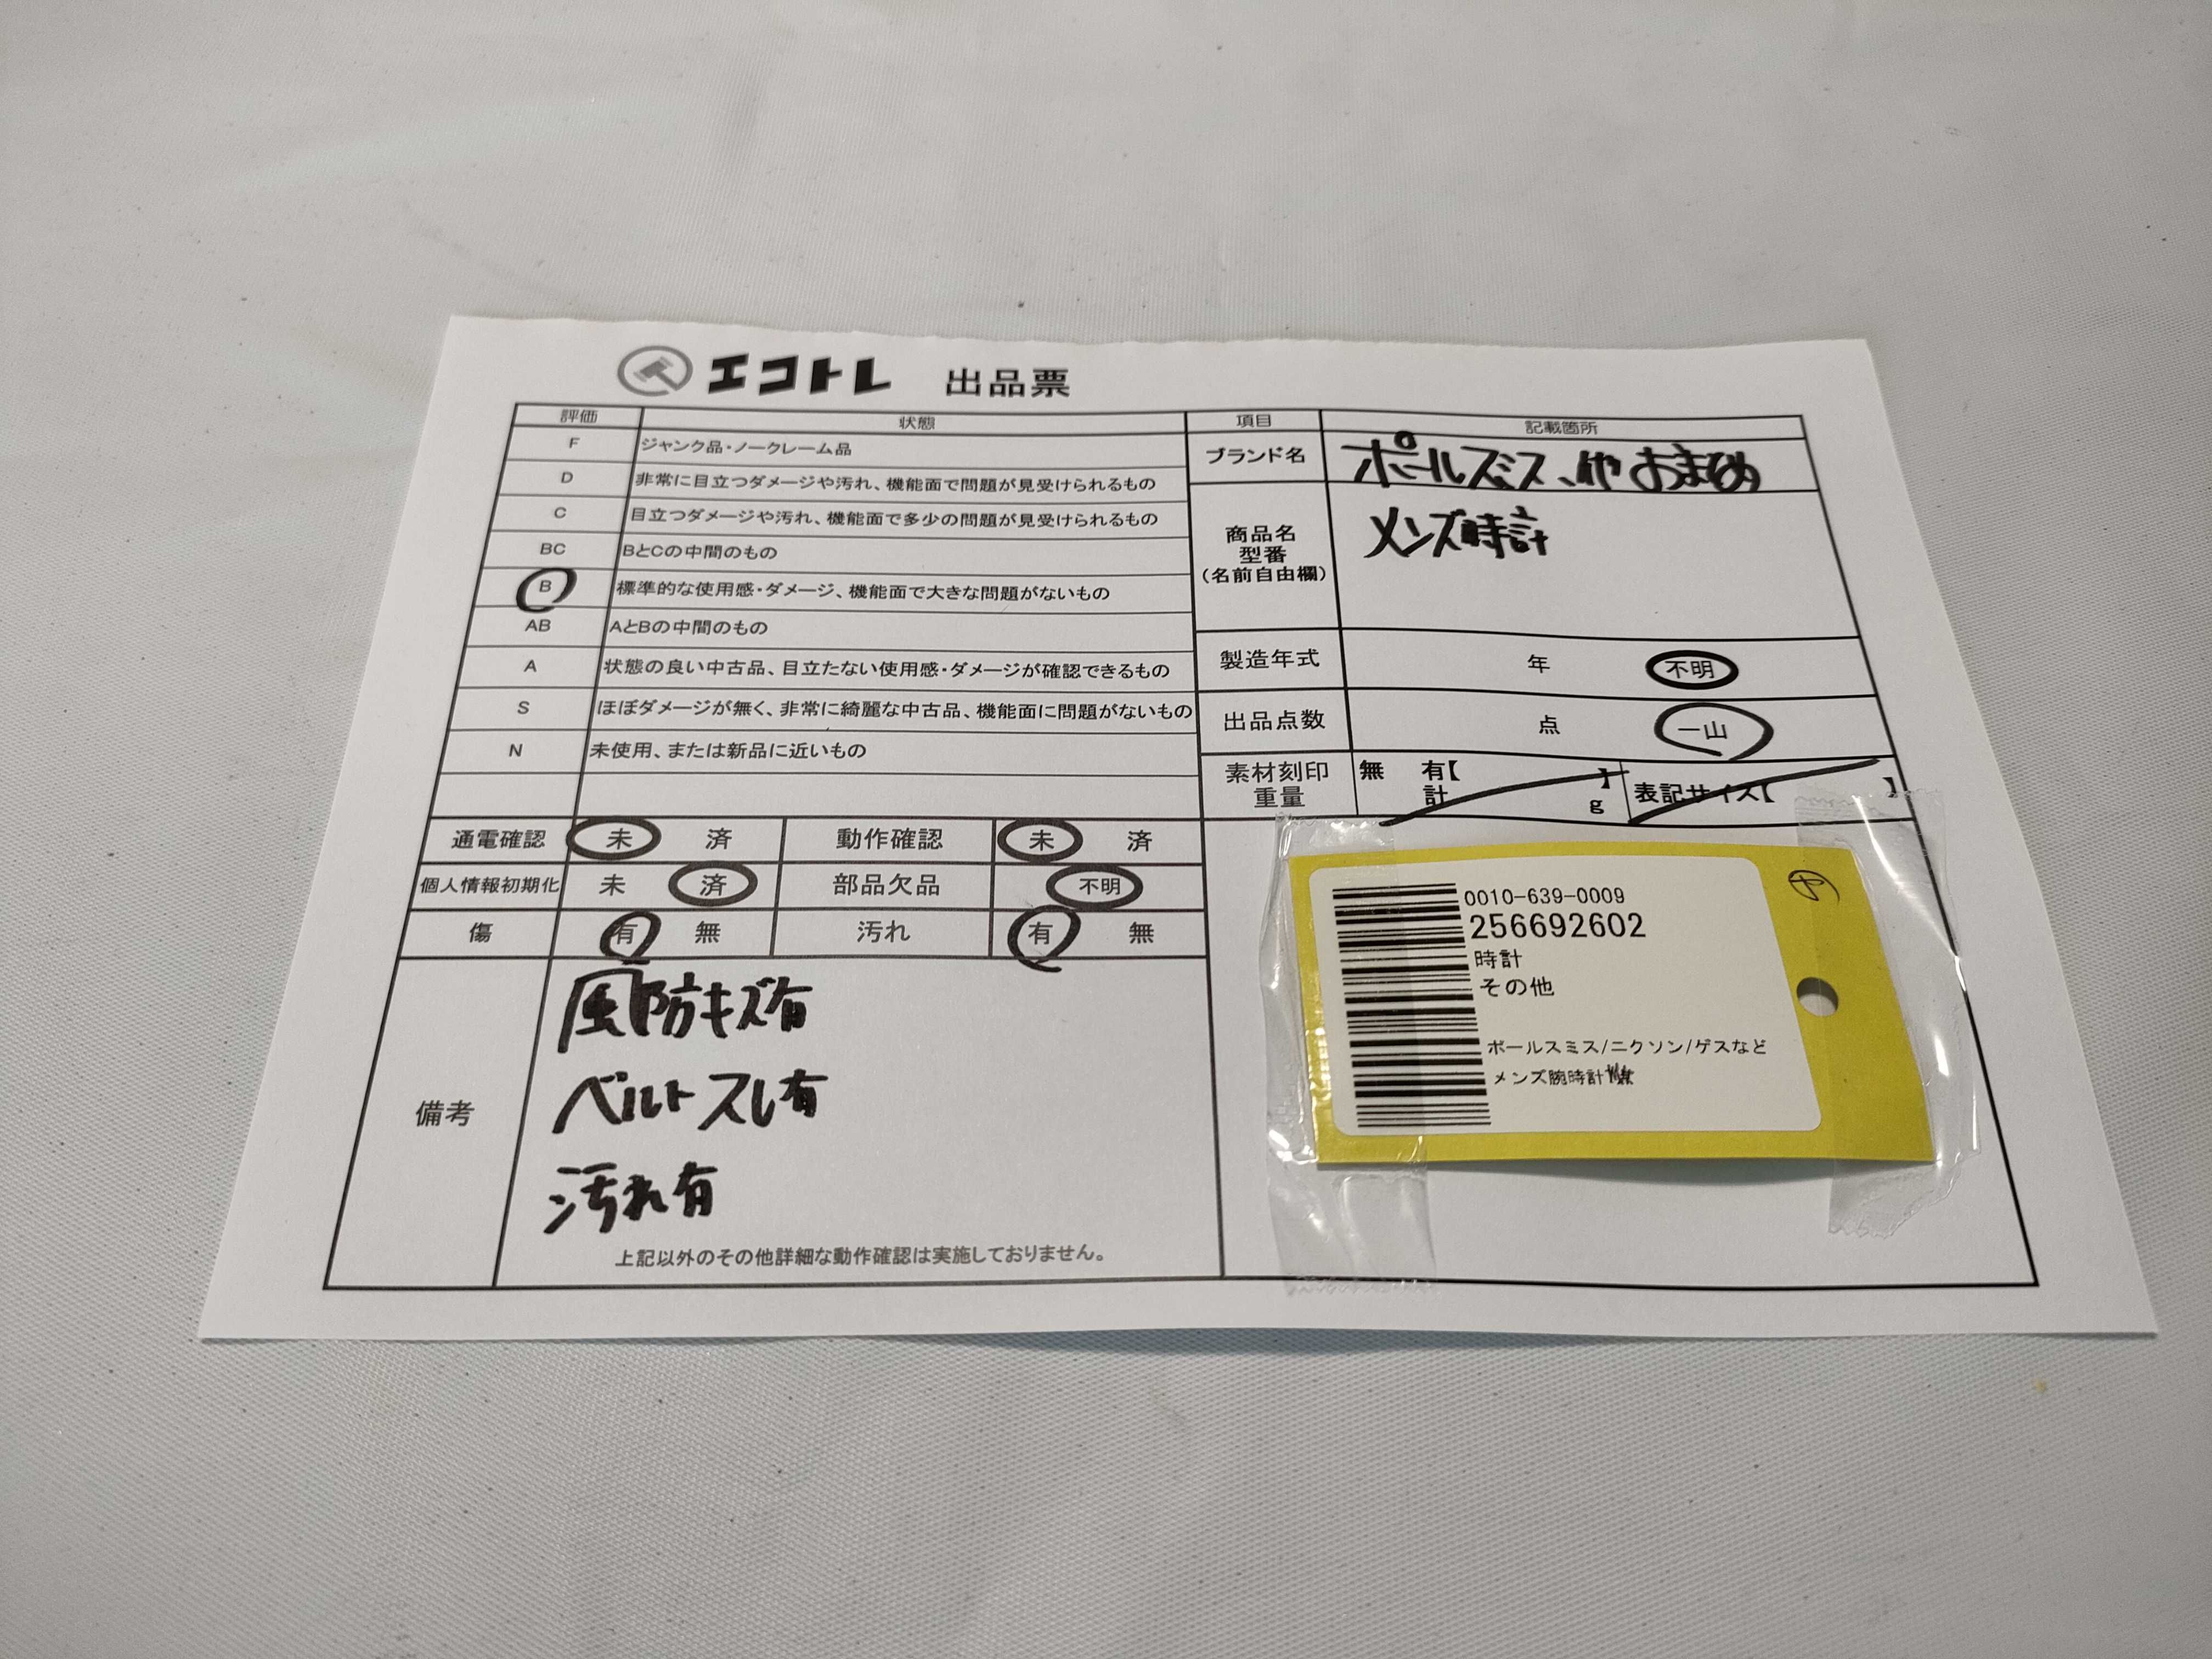 エコトレ 出品票
評価 状態
F ジャンク品・ノークレーム品
D 非常に目立つダメージや汚れ、機能面で問題が見受けられるもの
C 目立つダメージや汚れ、機能面で多少の問題が見受けられるもの
BC BとCの中間のもの
B 標準的な使用感・ダメージ、機能面で大きな問題がないもの
AB AとBの中間のもの
A 状態の良い中古品、目立たない使用感・ダメージが確認できるもの
S ほぼダメージが無く、非常に綺麗な中古品、機能面に問題がないもの
N 未使用、または新品に近いもの
通電確認 未 済 動作確認 未 済
個人情報初期化 未 済 部品欠品 不明
傷 有 無 汚れ 有 無
備考
風防キズ有
ベルトスレ有
汚れ有
上記以外のその他詳細な動作確認は実施しておりません。
項目 記載箇所
ブランド名 ポールスミス、他おまとめ
商品名
型番
(名前自由欄)
メンズ時計
製造年式 年 不明
出品点数 点 一山
素材刻印 無 有【 】 表記サイズ【 】
重量 計 g
0010-639-0009
256692602
時計
その他
ポールスミス/ニクソン/ゲスなど
メンズ腕時計